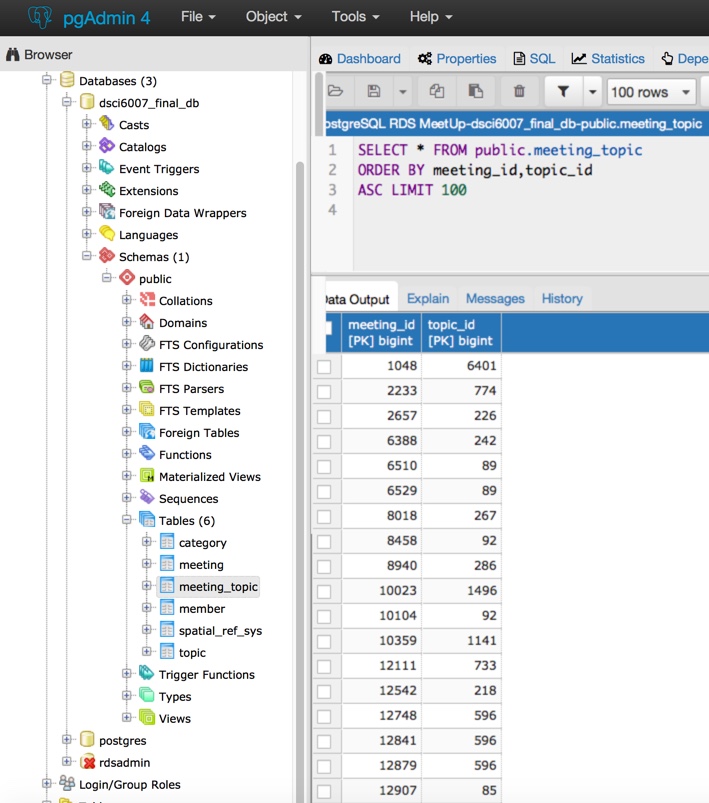 pgAdmin 4 File Object Tools Help
Browser
Databases (3)
dsci6007_final_db
Casts
Catalogs
Event Triggers
Extensions
Foreign Data Wrappers
Languages
Schemas (1)
public
Collations
Domains
FTS Configurations
FTS Dictionaries
FTS Parsers
FTS Templates
Foreign Tables
Functions
Materialized Views
Sequences
Tables (6)
category
meeting
meeting_topic
member
spatial_ref_sys
topic
Trigger Functions
Types
Views
postgres
rdsadmin
Login/Group Roles
Dashboard Properties SQL Statistics Depe
100 rows
ostgreSQL RDS MeetUp-dsci6007_final_db-public.meeting_topic
1 SELECT * FROM public.meeting_topic
2 ORDER BY meeting_id,topic_id
3 ASC LIMIT 100
4
Data Output Explain Messages History
meeting_id topic_id
[PK] bigint [PK] bigint
1048 6401
2233 774
2657 226
6388 242
6510 89
6529 89
8018 267
8458 92
8940 286
10023 1496
10104 92
10359 1141
12111 733
12542 218
12748 596
12841 596
12879 596
12907 85